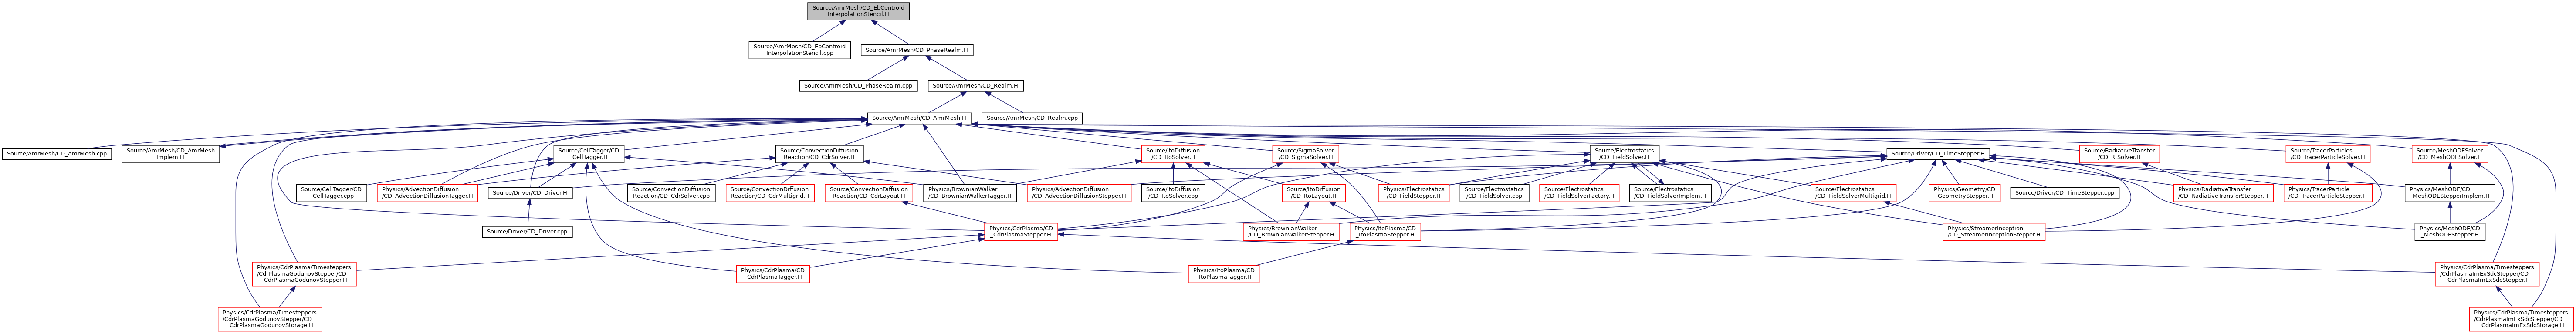 Source/AmrMesh/CD_EbCentroid
InterpolationStencil.H
Source/AmrMesh/CD_EbCentroid
InterpolationStencil.cpp
Source/AmrMesh/CD_PhaseRealm.H
Source/AmrMesh/CD_PhaseRealm.cpp
Source/AmrMesh/CD_Realm.H
Source/AmrMesh/CD_AmrMesh.H
Source/AmrMesh/CD_Realm.cpp
Source/AmrMesh/CD_AmrMesh.cpp
Source/AmrMesh/CD_AmrMesh
Implem.H
Source/CellTagger/CD
_CellTagger.H
Source/ConvectionDiffusion
Reaction/CD_CdrSolver.H
Source/ItoDiffusion
/CD_ItoSolver.H
Source/SigmaSolver
/CD_SigmaSolver.H
Source/Electrostatics
/CD_FieldSolver.H
Source/Driver/CD_TimeStepper.H
Source/RadiativeTransfer
/CD_RtSolver.H
Source/TracerParticles
/CD_TracerParticleSolver.H
Source/MeshODESolver
/CD_MeshODESolver.H
Source/CellTagger/CD
_CellTagger.cpp
Physics/AdvectionDiffusion
/CD_AdvectionDiffusionTagger.H
Source/Driver/CD_Driver.H
Source/ConvectionDiffusion
Reaction/CD_CdrSolver.cpp
Source/ConvectionDiffusion
Reaction/CD_CdrMultigrid.H
Source/ConvectionDiffusion
Reaction/CD_CdrLayout.H
Physics/BrownianWalker
/CD_BrownianWalkerTagger.H
Physics/AdvectionDiffusion
/CD_AdvectionDiffusionStepper.H
Source/ItoDiffusion
/CD_ItoSolver.cpp
Source/ItoDiffusion
/CD_ItoLayout.H
Physics/Electrostatics
/CD_FieldStepper.H
Source/Electrostatics
/CD_FieldSolver.cpp
Source/Electrostatics
/CD_FieldSolverFactory.H
Source/Electrostatics
/CD_FieldSolverImplem.H
Source/Electrostatics
/CD_FieldSolverMultigrid.H
Physics/Geometry/CD
_GeometryStepper.H
Source/Driver/CD_TimeStepper.cpp
Physics/RadiativeTransfer
/CD_RadiativeTransferStepper.H
Physics/TracerParticle
/CD_TracerParticleStepper.H
Physics/MeshODE/CD
_MeshODEStepperImplem.H
Source/Driver/CD_Driver.cpp
Physics/CdrPlasma/CD
_CdrPlasmaStepper.H
Physics/BrownianWalker
/CD_BrownianWalkerStepper.H
Physics/ItoPlasma/CD
_ItoPlasmaStepper.H
Physics/StreamerInception
/CD_StreamerInceptionStepper.H
Physics/MeshODE/CD
_MeshODEStepper.H
Physics/CdrPlasma/Timesteppers
/CdrPlasmaGodunovStepper/CD
_CdrPlasmaGodunovStepper.H
Physics/CdrPlasma/CD
_CdrPlasmaTagger.H
Physics/ItoPlasma/CD
_ItoPlasmaTagger.H
Physics/CdrPlasma/Timesteppers
/CdrPlasmaImExSdcStepper/CD
_CdrPlasmaImExSdcStepper.H
Physics/CdrPlasma/Timesteppers
/CdrPlasmaGodunovStepper/CD
_CdrPlasmaGodunovStorage.H
Physics/CdrPlasma/Timesteppers
/CdrPlasmaImExSdcStepper/CD
_CdrPlasmaImExSdcStorage.H